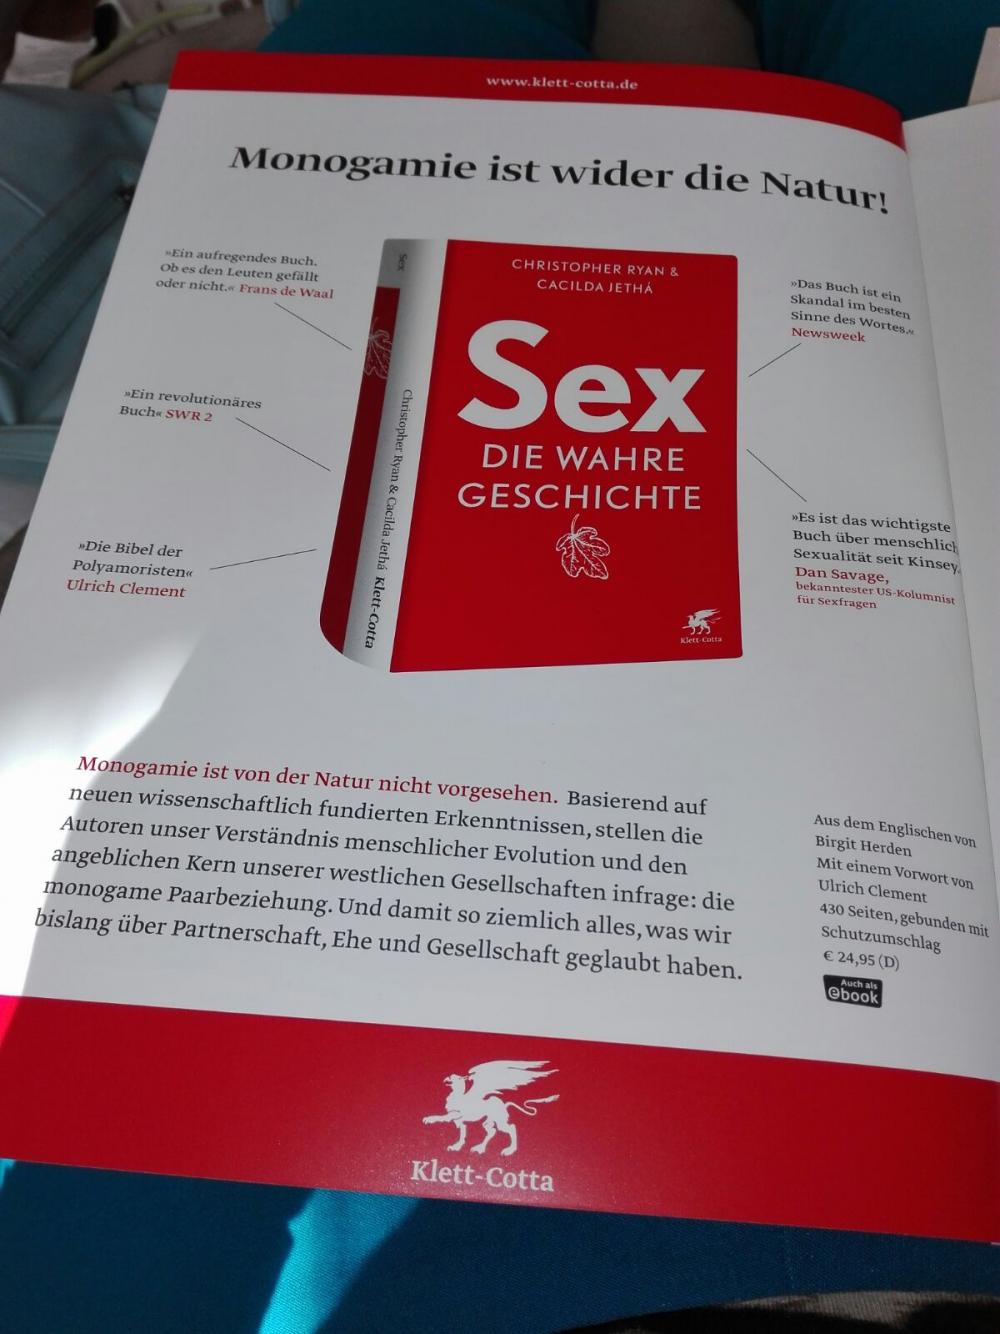 www.klett-cotta.de
Monogamie ist wider die Natur!
»Ein aufregendes Buch.
Ob es den Leuten gefällt
oder nicht.« Frans de Waal
»Ein revolutionäres
Buch« SWR 2
»Die Bibel der
Polyamoristen«
Ulrich Clement
Sex
Christopher Ryan & Cacilda Jethá Klett-Cotta
CHRISTOPHER RYAN &
CACILDA JETHÁ
Sex
DIE WAHRE
GESCHICHTE
Klett-Cotta
»Das Buch ist ein
Skandal im besten
Sinne des Wortes.«
Newsweek
»Es ist das wichtigste
Buch über menschlich
Sexualität seit Kinsey.
Dan Savage,
bekanntester US-Kolumnist
für Sexfragen
Monogamie ist von der Natur nicht vorgesehen. Basierend auf
neuen wissenschaftlich fundierten Erkenntnissen, stellen die
Autoren unser Verständnis menschlicher Evolution und den
angeblichen Kern unserer westlichen Gesellschaften infrage: die
monogame Paarbeziehung. Und damit so ziemlich alles, was wir
bislang über Partnerschaft, Ehe und Gesellschaft geglaubt haben.
Aus dem Englischen von
Birgit Herden
Mit einem Vorwort von
Ulrich Clement
430 Seiten, gebunden mit
Schutzumschlag
€ 24,95 (D)
Auch als
ebook
Klett-Cotta